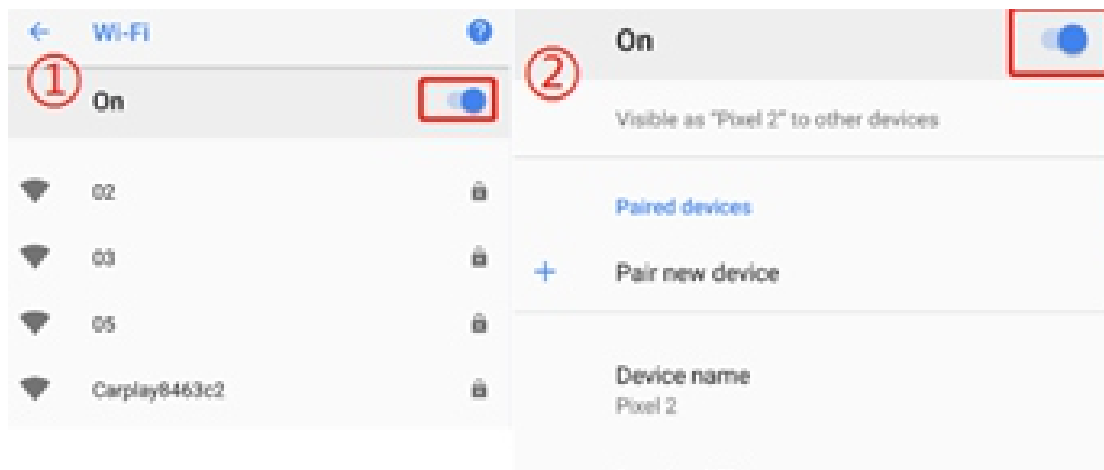 Wi-Fi
①
On
02
03
05
Carplay8463c2
②
On
Visible as "Pixel 2" to other devices
Paired devices
+ Pair new device
Device name
Pixel 2